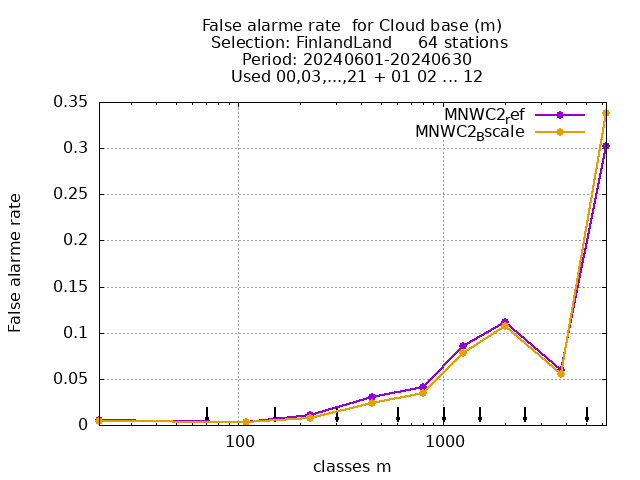 False alarme rate  for Cloud base (m)
Selection: FinlandLand     64 stations
Period: 20240601-20240630
Used 00,03,...,21 + 01 02 ... 12
MNWC2ref
MNWC2Bscale
0.35
0.3
0.25
0.2
0.15
0.1
0.05
0
False alarme rate
100
1000
classes m